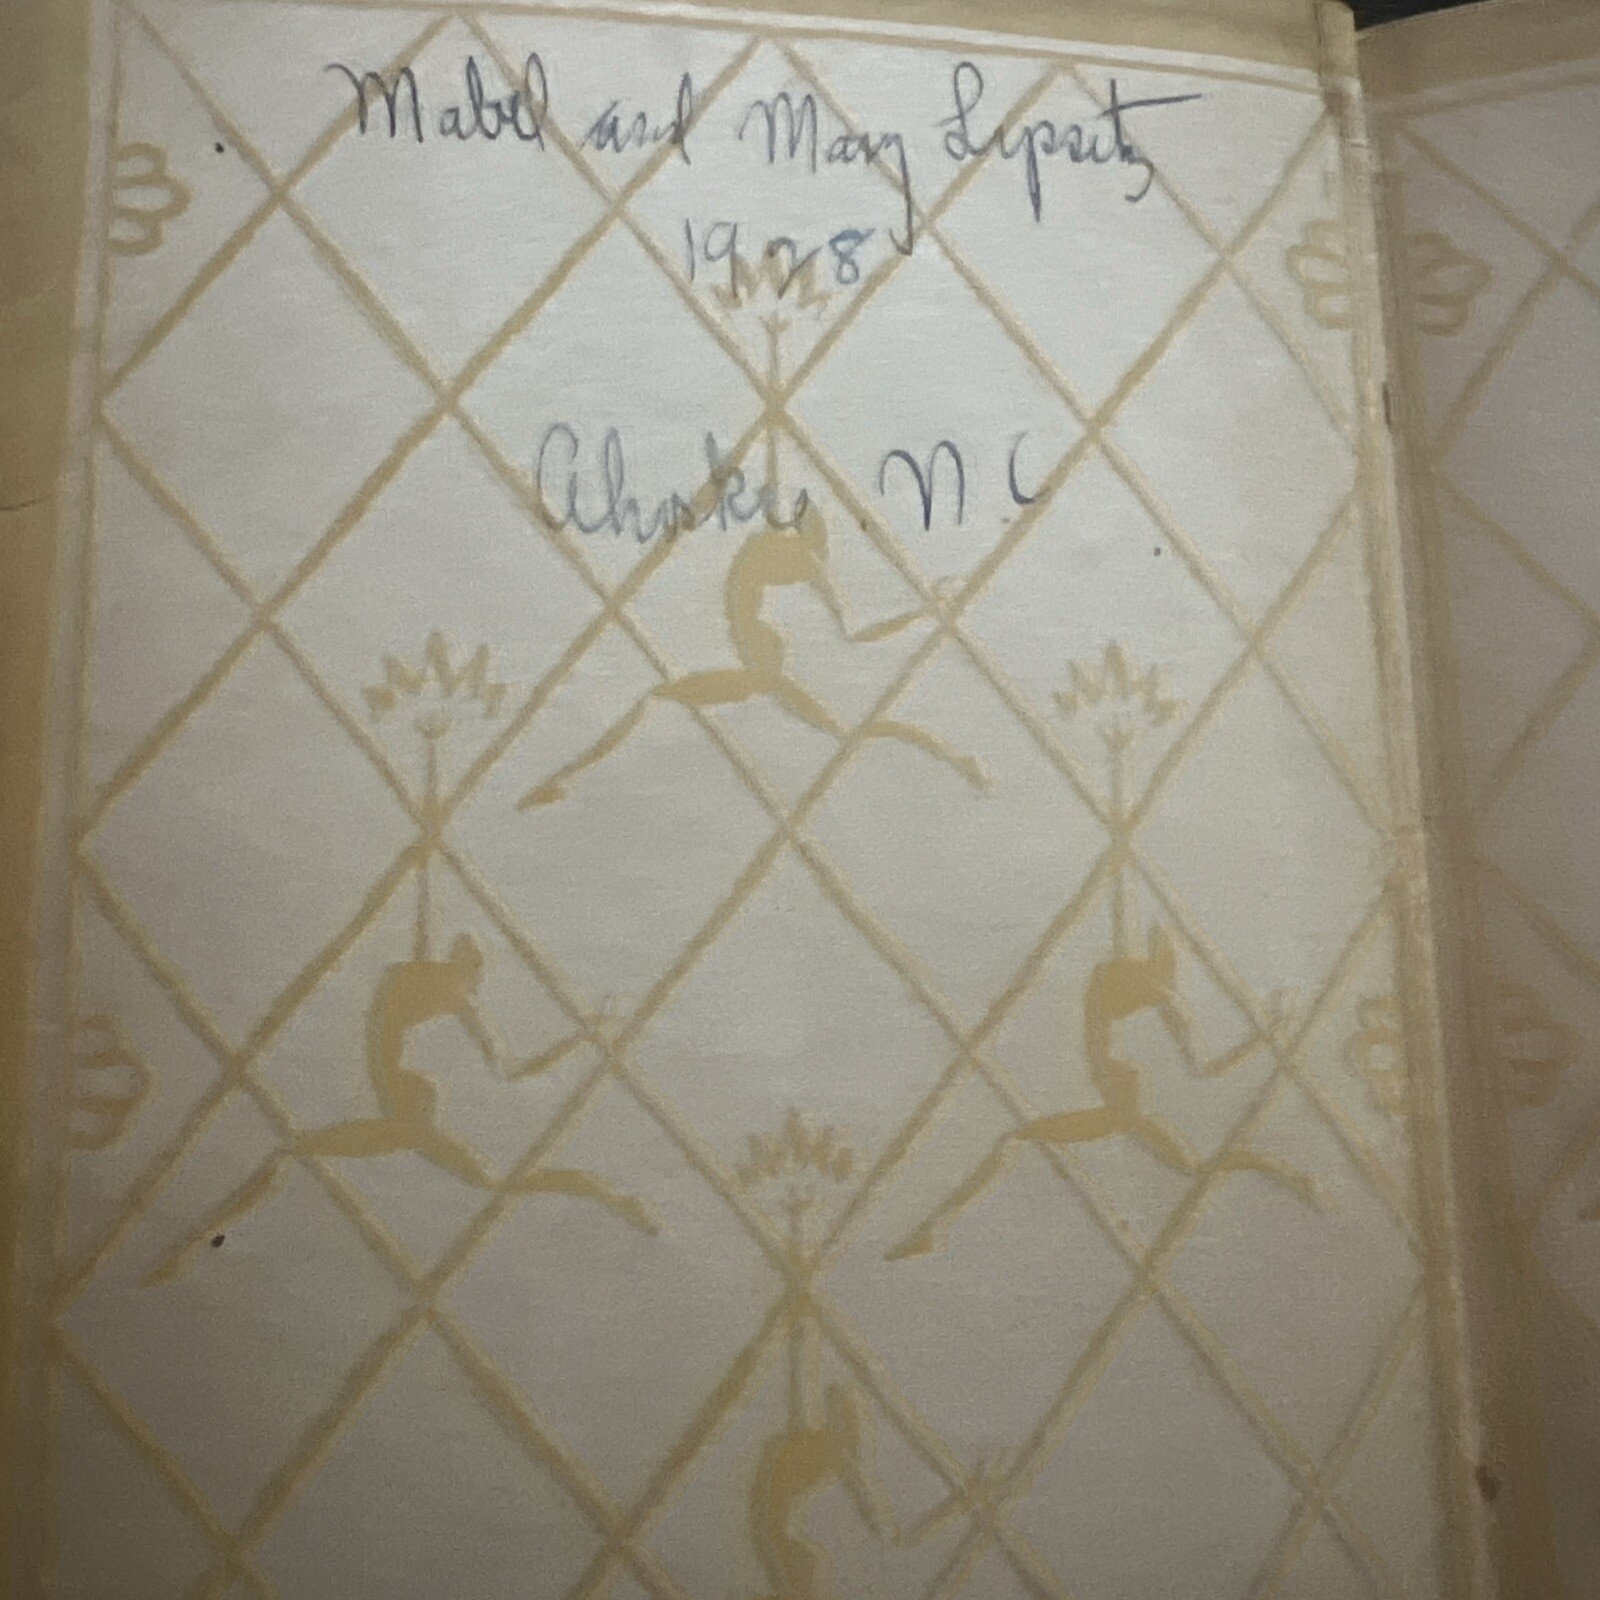 Mabel and Mary Lipsitz
1928
Ahoskie. N.C